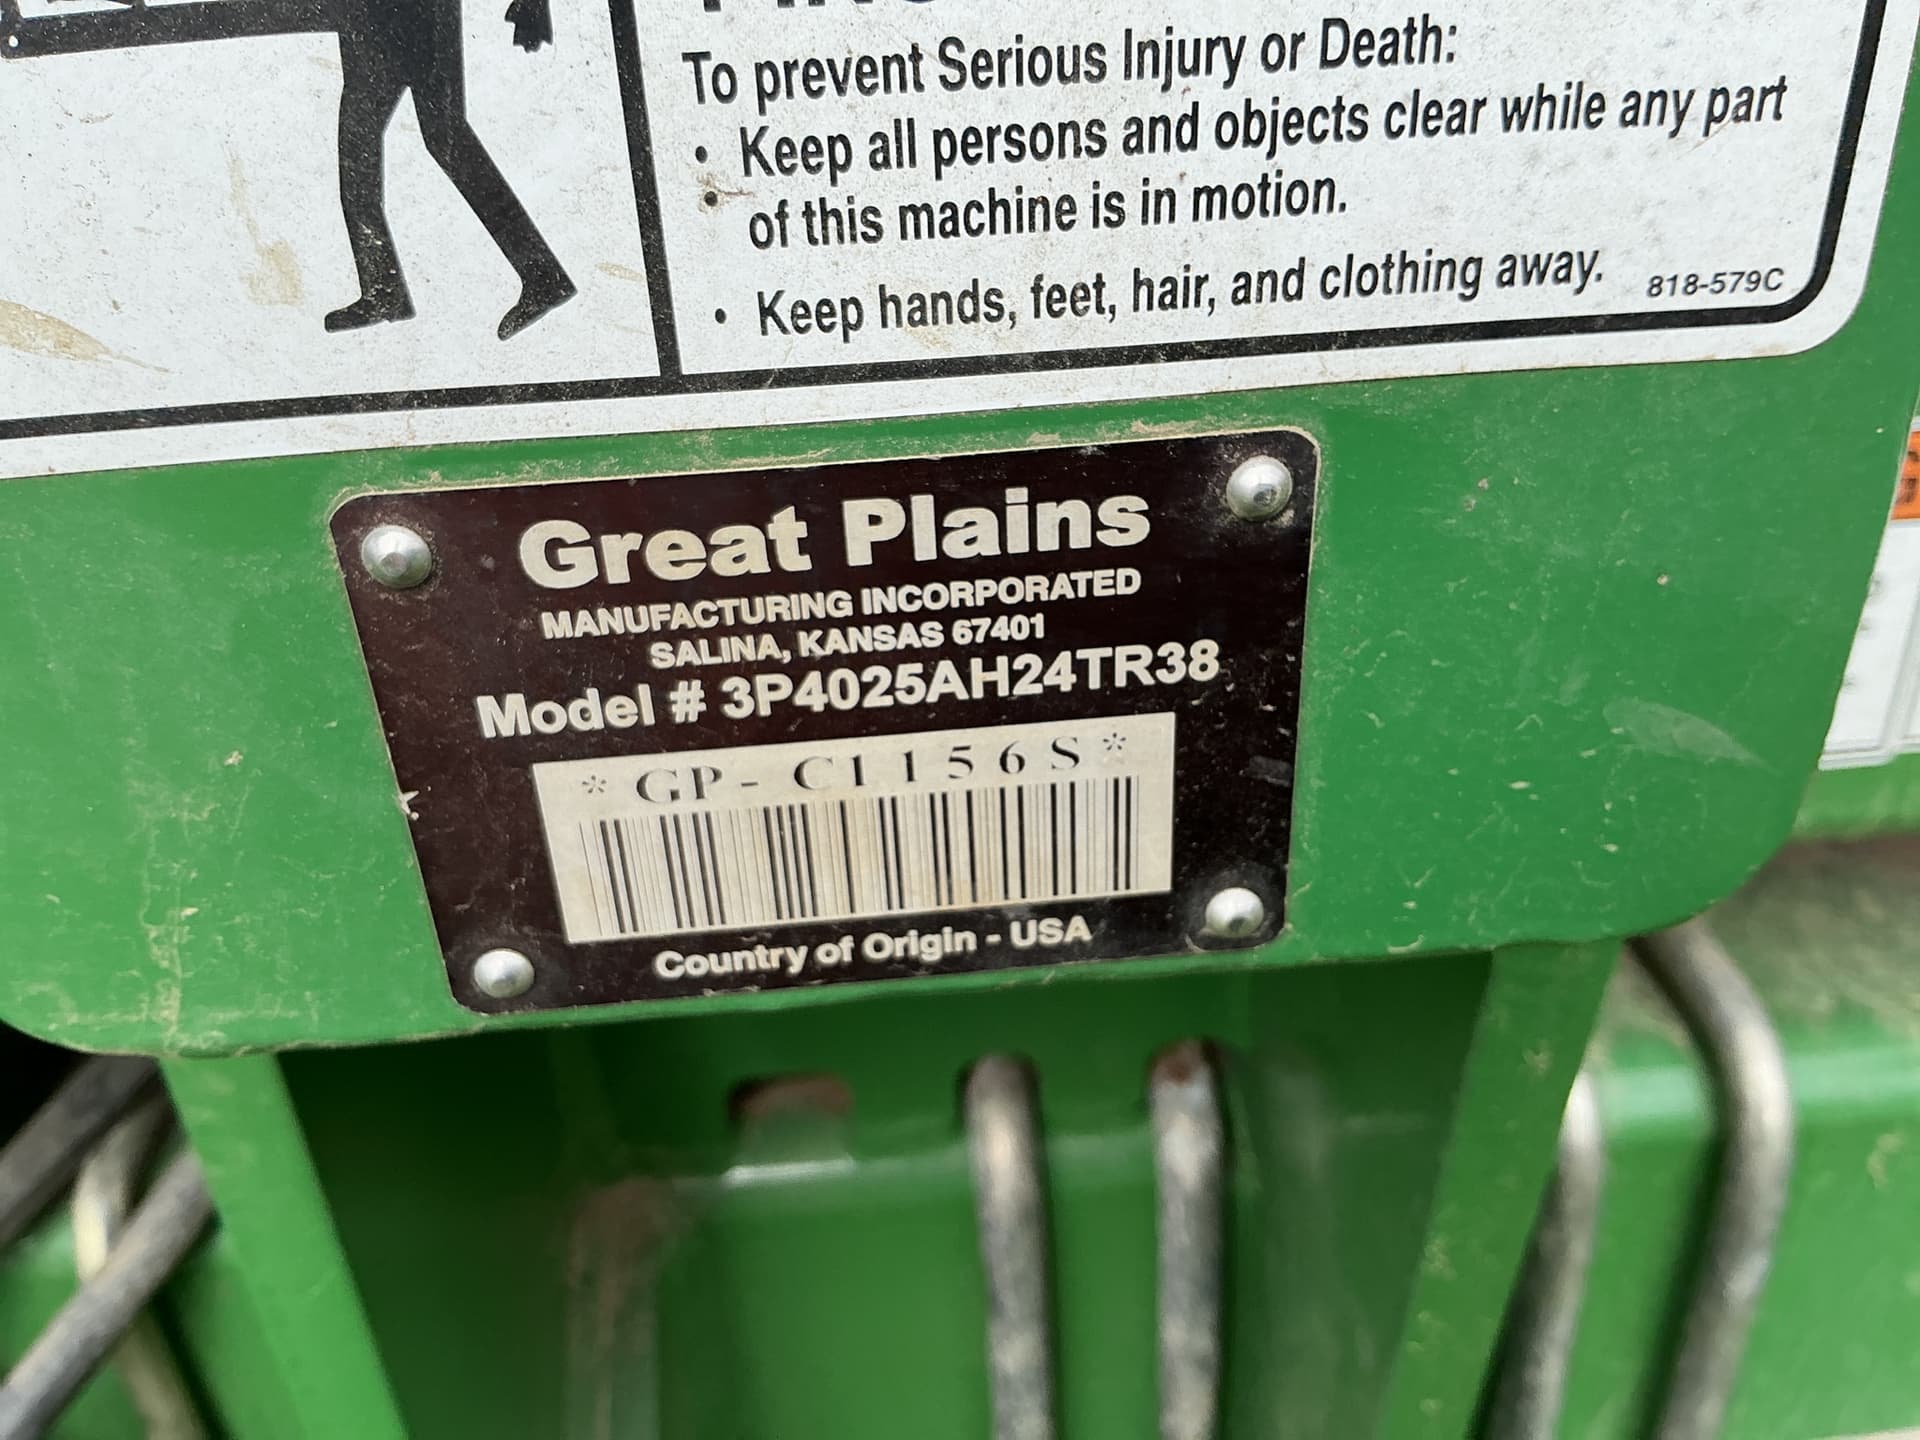 To prevent Serious Injury or Death:
• Keep all persons and objects clear while any part
of this machine is in motion.
• Keep hands, feet, hair, and clothing away.
818-579C
Great Plains
MANUFACTURING INCORPORATED
SALINA, KANSAS 67401
Model # 3P4025AH24TR38
*GP- C1156S*
Country of Origin - USA